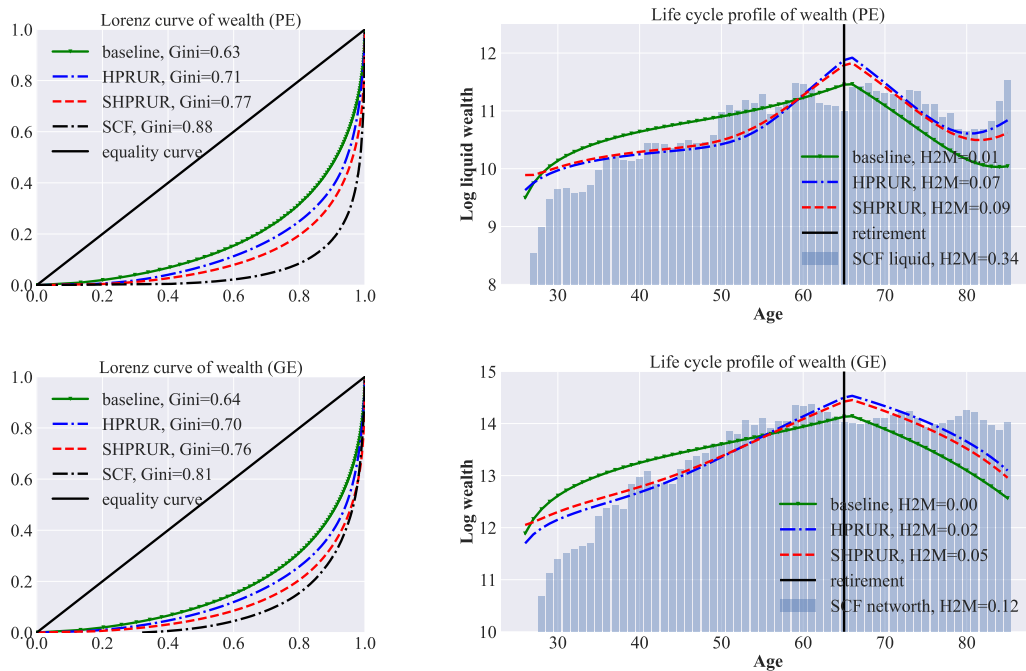 Lorenz curve of wealth (PE)
1.0
0.8
0.6
0.4
0.2
0.0
baseline, Gini=0.63
HPRUR, Gini=0.71
SHPRUR, Gini=0.77
SCF, Gini=0.88
equality curve
0.0 0.2 0.4 0.6 0.8 1.0
Life cycle profile of wealth (PE)
Log liquid wealth
12
11
10
9
8
baseline, H2M=0.01
HPRUR, H2M=0.07
SHPRUR, H2M=0.09
retirement
SCF liquid, H2M=0.34
30 40 50 60 70 80
Age
Lorenz curve of wealth (GE)
1.0
0.8
0.6
0.4
0.2
0.0
baseline, Gini=0.64
HPRUR, Gini=0.70
SHPRUR, Gini=0.76
SCF, Gini=0.81
equality curve
0.0 0.2 0.4 0.6 0.8 1.0
Life cycle profile of wealth (GE)
Log wealth
15
14
13
12
11
10
baseline, H2M=0.00
HPRUR, H2M=0.02
SHPRUR, H2M=0.05
retirement
SCF networth, H2M=0.12
30 40 50 60 70 80
Age